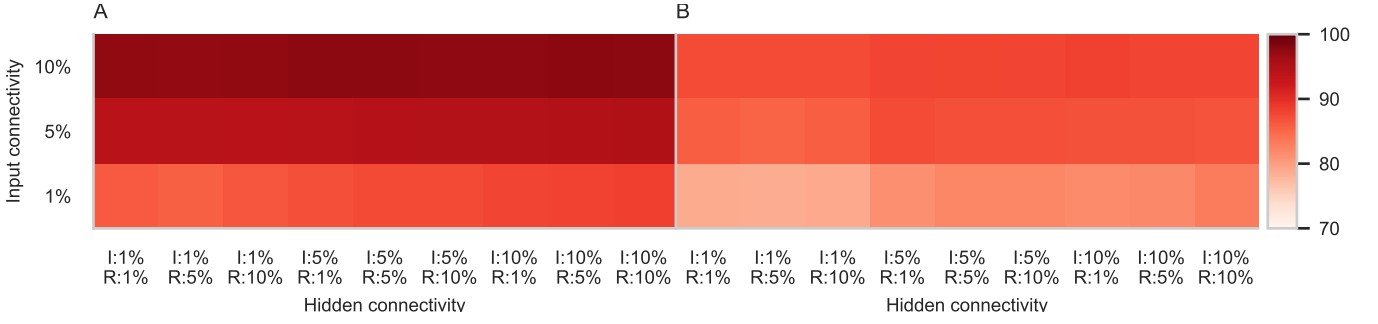 A
B
Input connectivity
10%
5%
1%
I:1% I:1% I:1% I:5% I:5% I:5% I:10% I:10% I:10%
R:1% R:5% R:10% R:1% R:5% R:10% R:1% R:5% R:10%
Hidden connectivity
I:1% I:1% I:1% I:5% I:5% I:5% I:10% I:10% I:10%
R:1% R:5% R:10% R:1% R:5% R:10% R:1% R:5% R:10%
Hidden connectivity
100
90
80
70